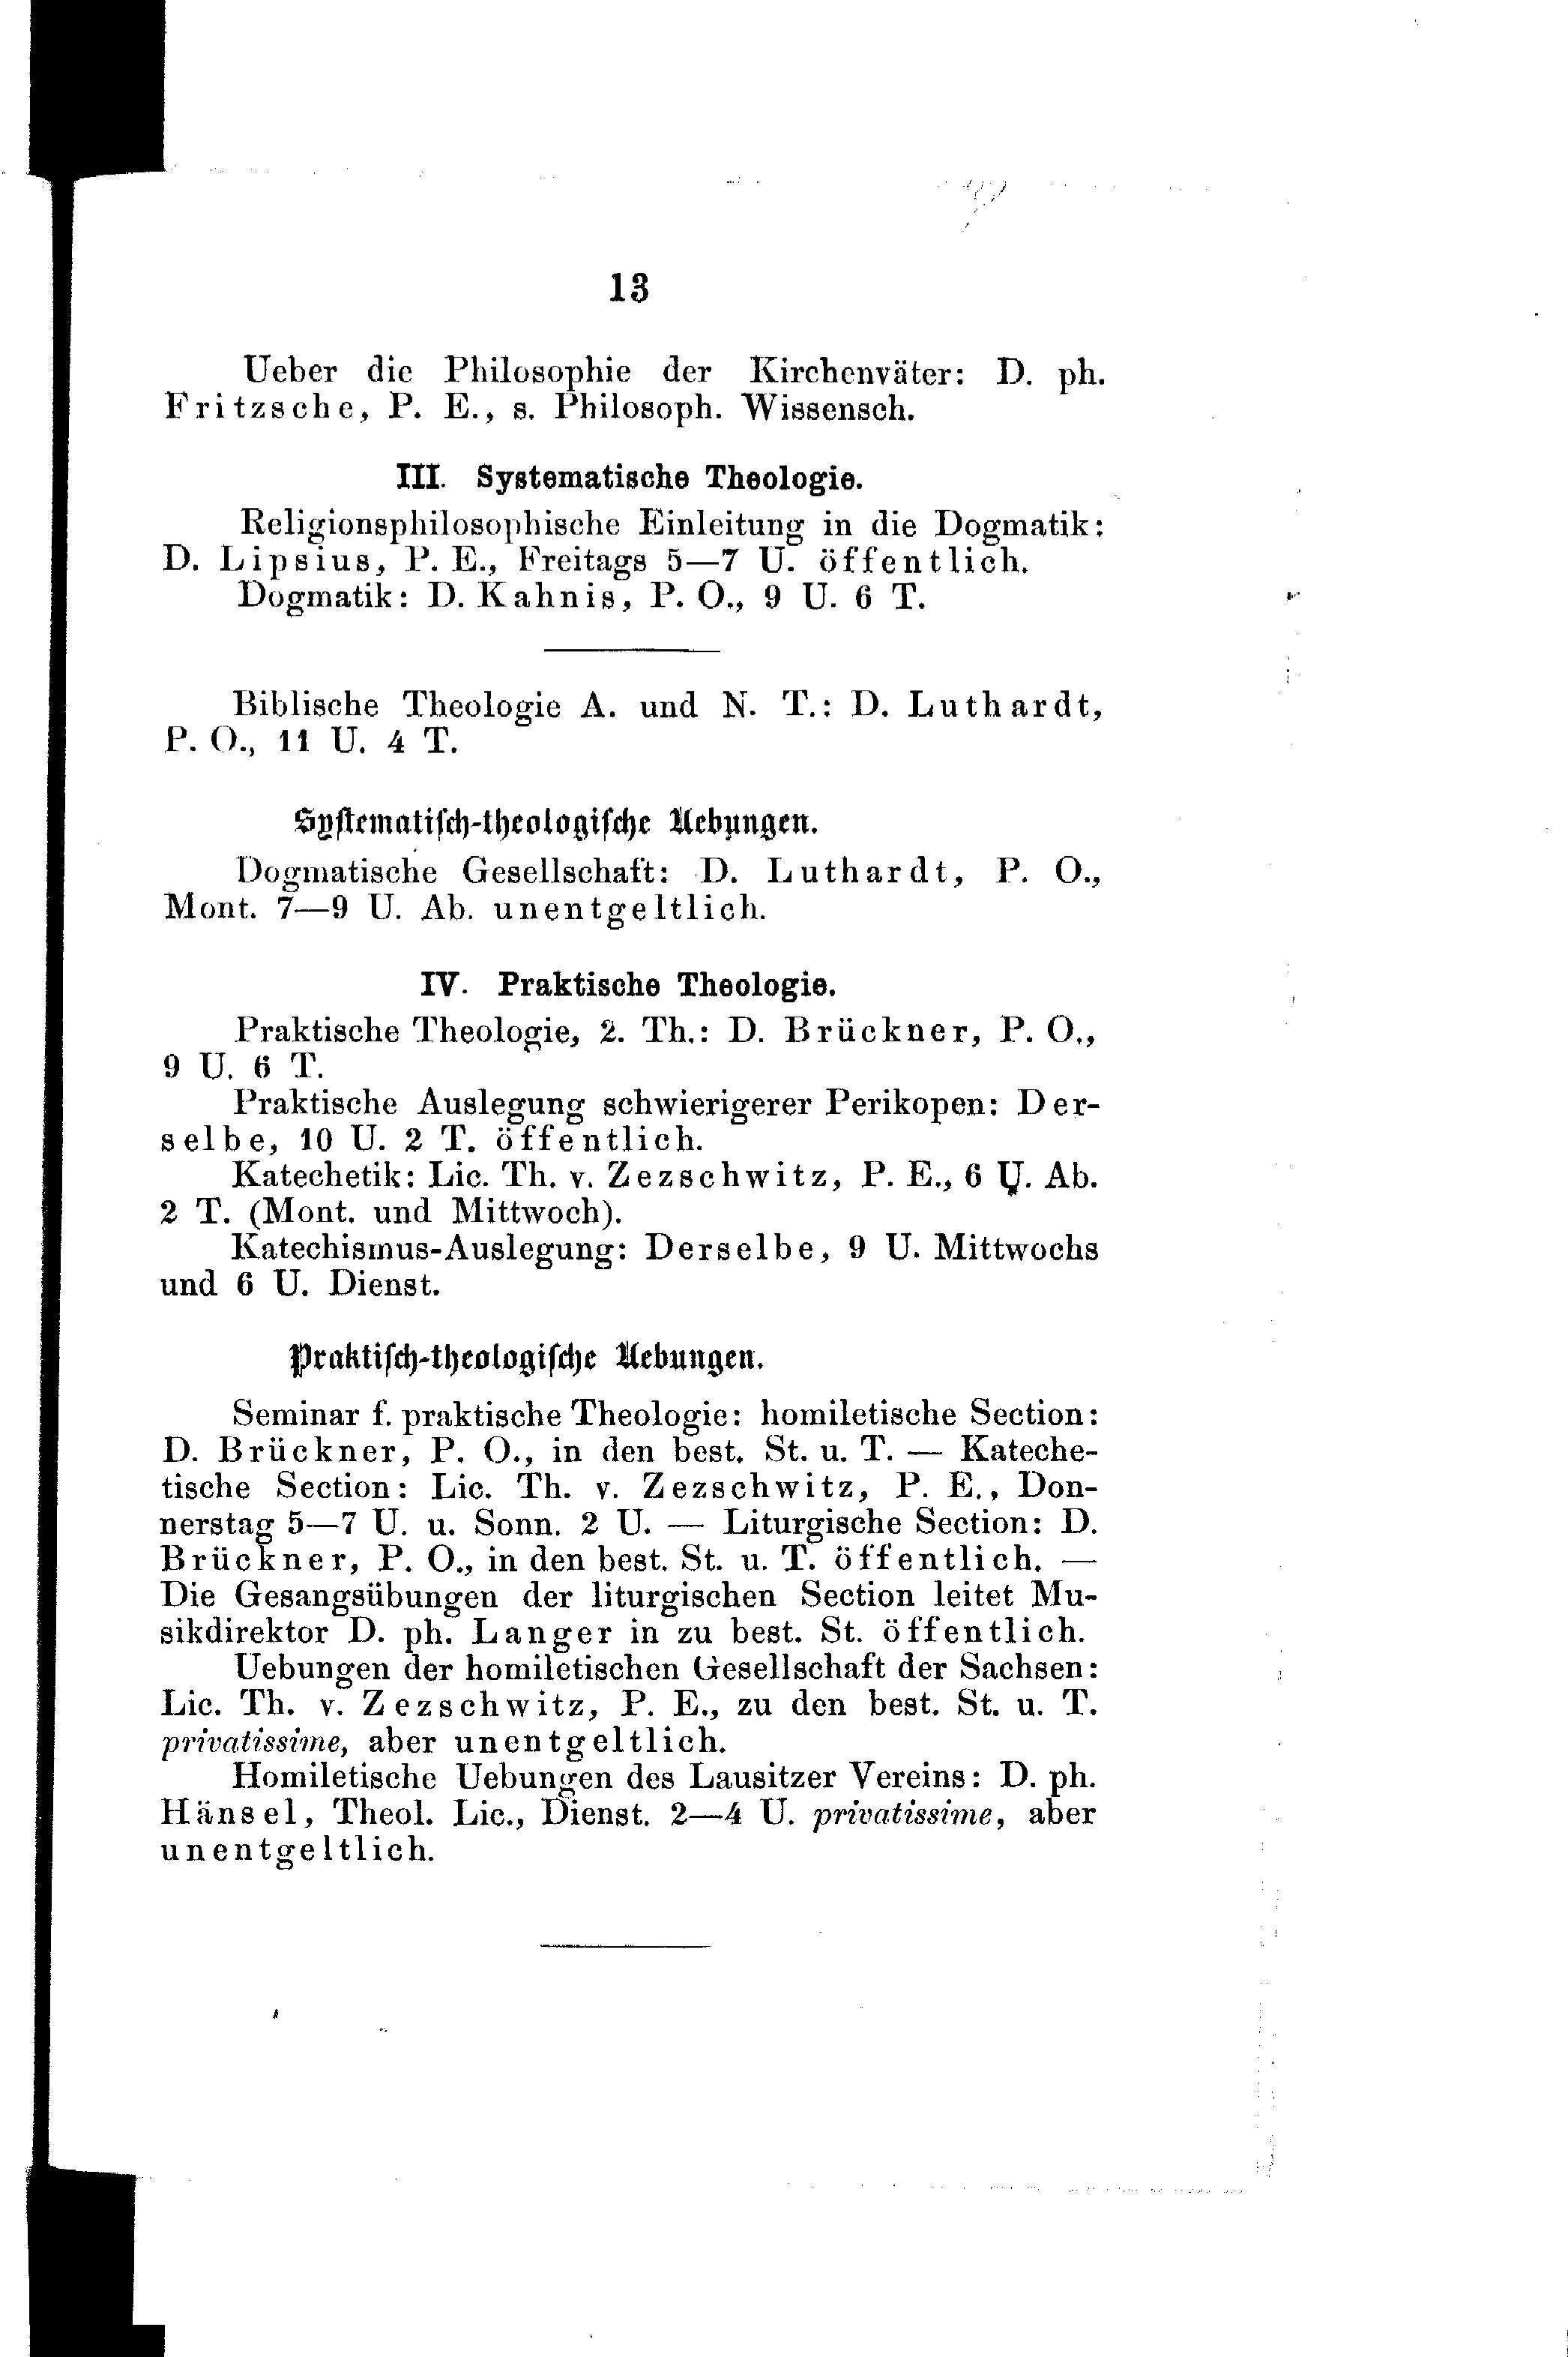 13
Ueber die Philosophie der Kirchenväter: D. ph.
Fritzsche, P. E., s. Philosoph. Wissensch.
III. Systematische Theologie.
Religionsphilosophische Einleitung in die Dogmatik:
D. Lipsius, P. E., Freitags 5—7 U. öffentlich.
Dogmatik: D. Kahnis, P. O., 9 U. 6 T.
Biblische Theologie A. und N. T.: D. Luthardt,
P. O., 11 U. 4 T.
Systematisch-theologische Uebungen.
Dogmatische Gesellschaft: D. Luthardt, P. O.,
Mont. 7—9 U. Ab. unentgeltlich.
IV. Praktische Theologie.
Praktische Theologie, 2. Th.: D. Brückner, P. O.,
9 U. 6 T.
Praktische Auslegung schwierigerer Perikopen: Der-
selbe, 10 U. 2 T. öffentlich.
Katechetik: Lic. Th. v. Zezschwitz, P. E., 6 U. Ab.
2 T. (Mont. und Mittwoch).
Katechismus-Auslegung: Derselbe, 9 U. Mittwochs
und 6 U. Dienst.
Praktisch-theologische Uebungen.
Seminar f. praktische Theologie: homiletische Section:
D. Brückner, P. O., in den best. St. u. T. — Kateche-
tische Section: Lic. Th. v. Zezschwitz, P. E., Don-
nerstag 5—7 U. u. Sonn. 2 U. — Liturgische Section: D.
Brückner, P. O., in den best. St. u. T. öffentlich. —
Die Gesangsübungen der liturgischen Section leitet Mu-
sikdirektor D. ph. Langer in zu best. St. öffentlich.
Uebungen der homiletischen Gesellschaft der Sachsen:
Lic. Th. v. Zezschwitz, P. E., zu den best. St. u. T.
privatissime, aber unentgeltlich.
Homiletische Uebungen des Lausitzer Vereins: D. ph.
Hänsel, Theol. Lic., Dienst. 2—4 U. privatissime, aber
unentgeltlich.